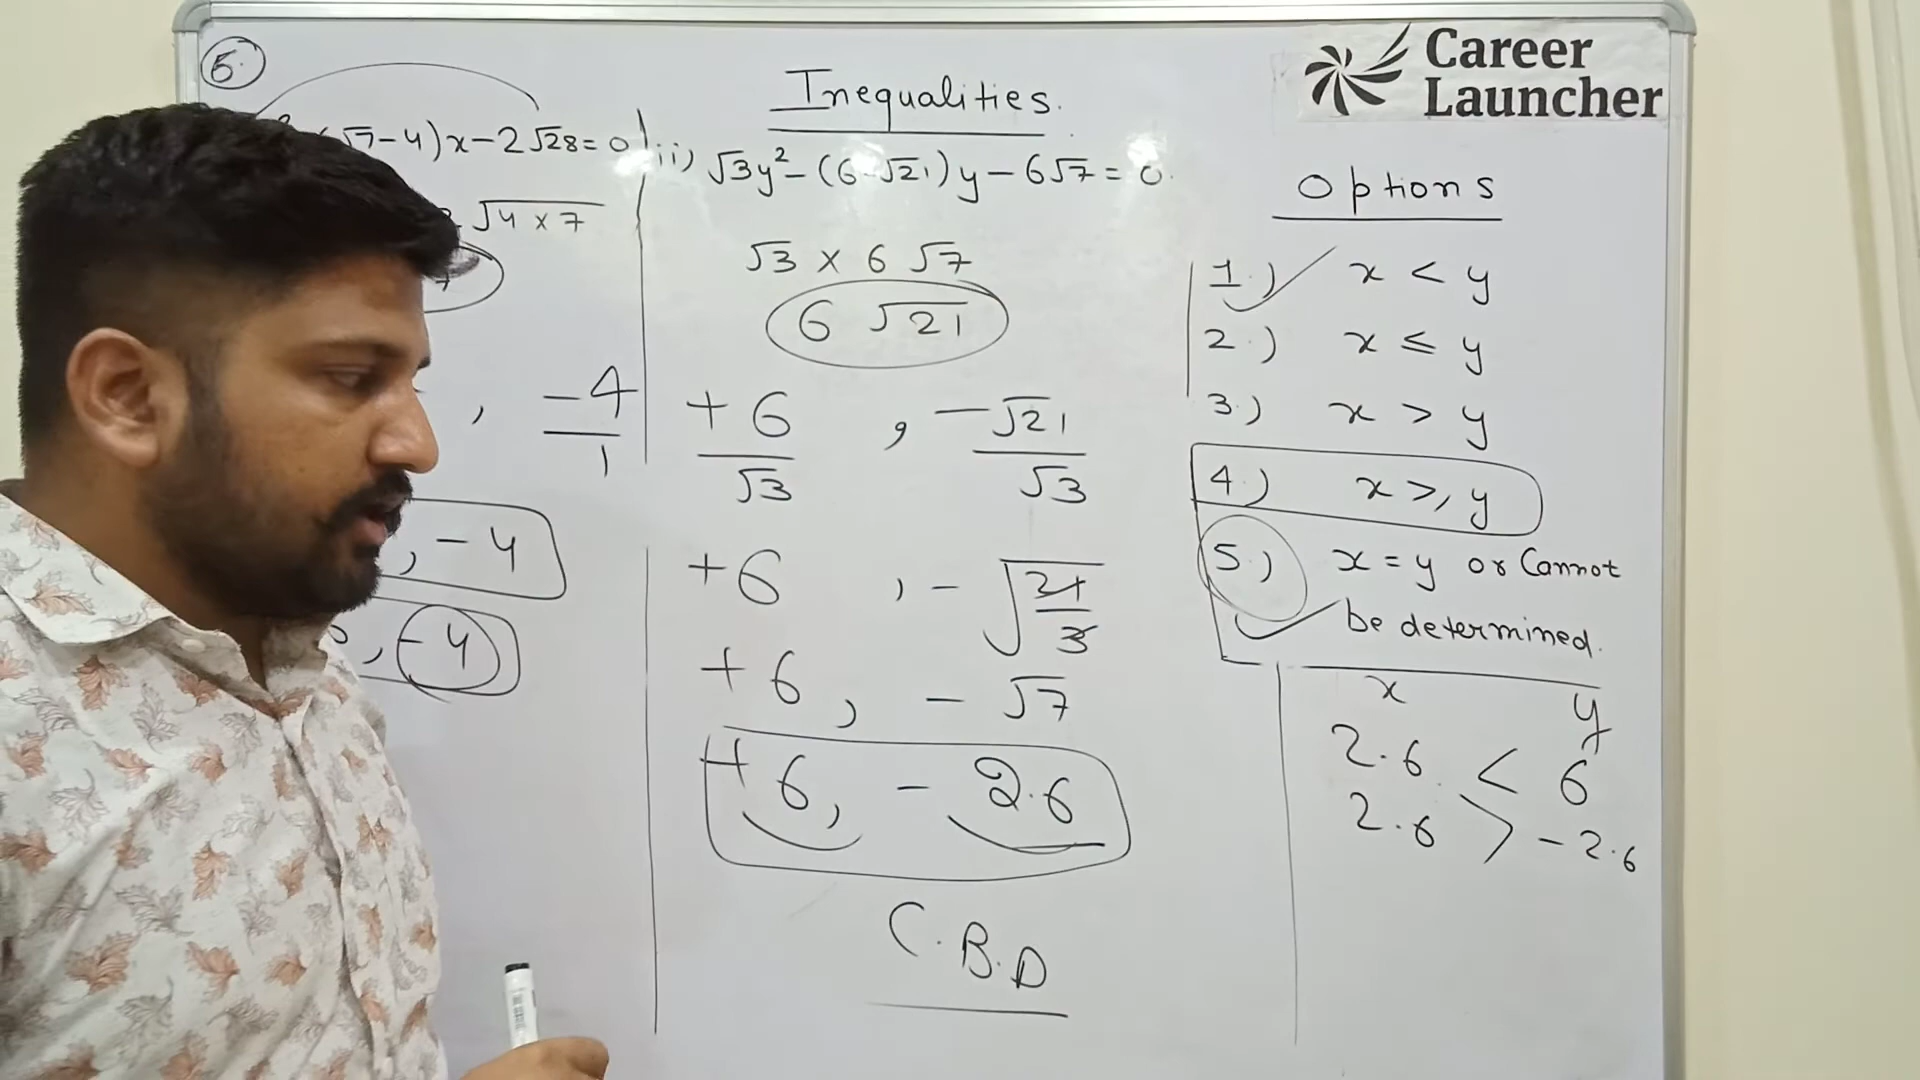 5.
Inequalities.
Career
Launcher
√7-4)x-2√28=0
ii) √3y²-(6-√21)y-6√7=0.
√4×7
√3×6√7
6√21
, -4/1
+6/√3 , -√21/√3
, -4
+6 , -√21/3
, -4
+6, -√7
+6, -2.6
C.B.D
Options
1.) x < y
2.) x ≤ y
3.) x > y
4.) x ≥ y
5.) x = y or Cannot
be determined.
x y
2.6 < 6
2.6 > -2.6